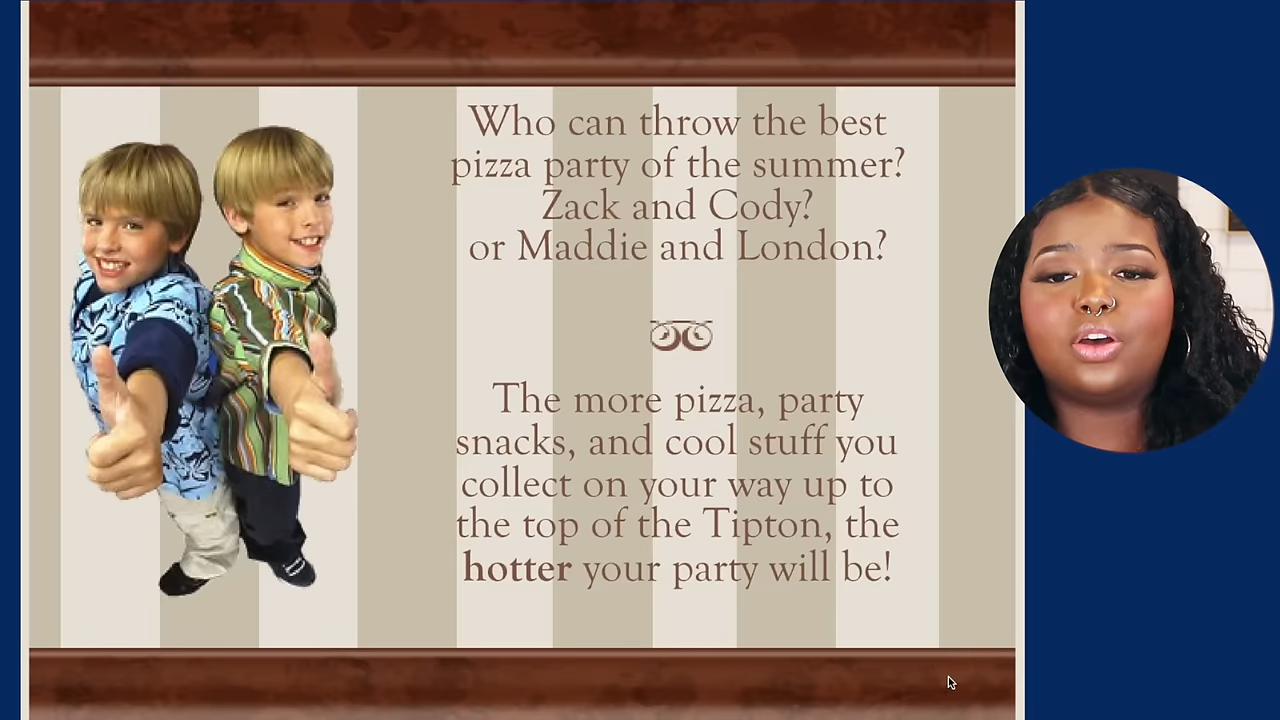 Who can throw the best
pizza party of the summer?
Zack and Cody?
or Maddie and London?
The more pizza, party
snacks, and cool stuff you
collect on your way up to
the top of the Tipton, the
hotter your party will be!